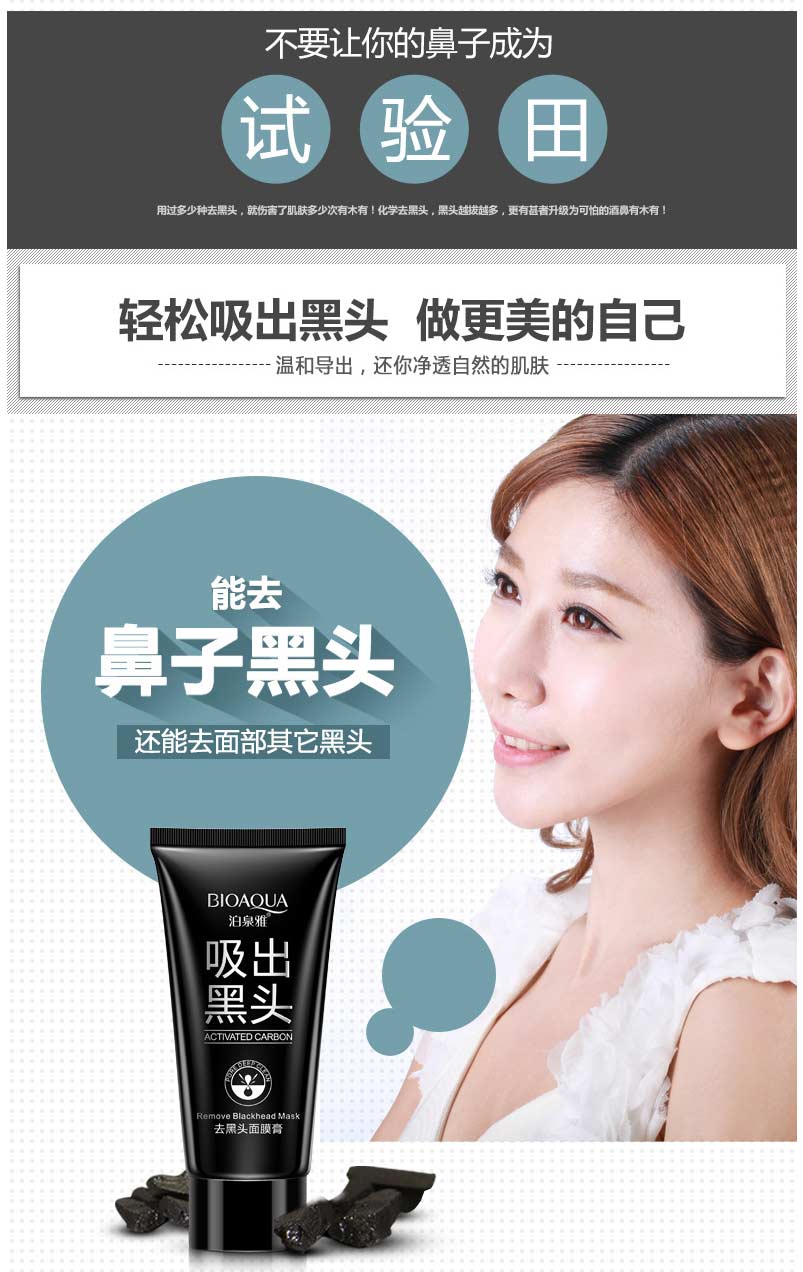 不要让你的鼻子成为
试验田
用过多少种去黑头，就伤害了肌肤多少次有木有！化学去黑头，黑头越拔越多，更有甚者升级为可怕的酒鼻有木有！
轻松吸出黑头 做更美的自己
温和导出，还你净透自然的肌肤
能去
鼻子黑头
还能去面部其它黑头
BIOAQUA
泊泉雅®
吸出
黑头
ACTIVATED CARBON
PORE DEEP CLEAN
Remove Blackhead Mask
去黑头面膜膏